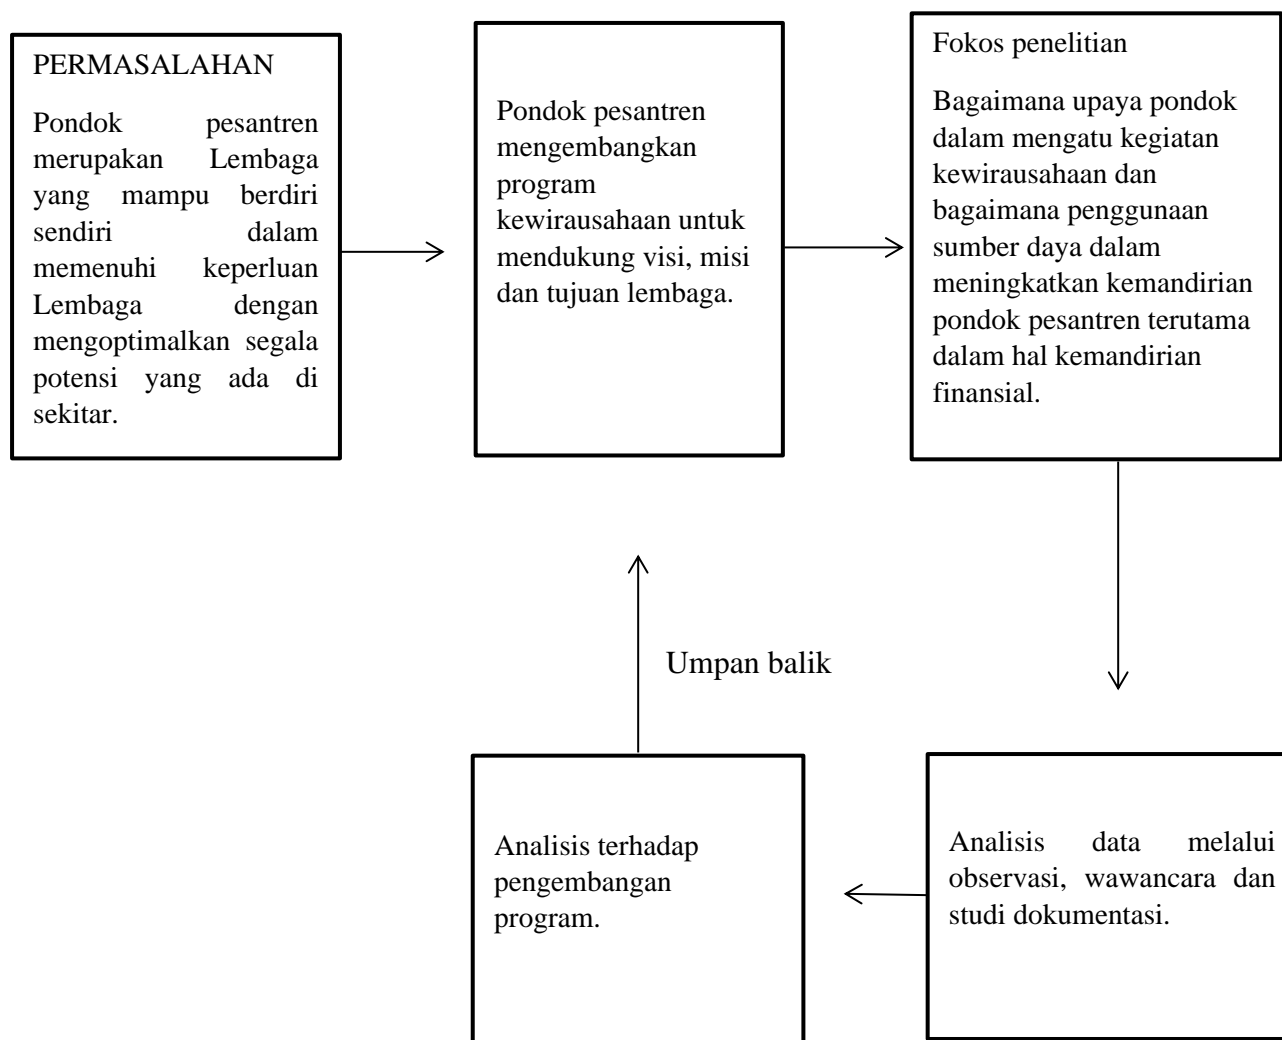 PERMASALAHAN
Pondok pesantren
merupakan Lembaga
yang mampu berdiri
sendiri dalam
memenuhi keperluan
Lembaga dengan
mengoptimalkan segala
potensi yang ada di
sekitar.
Pondok pesantren
mengembangkan
program
kewirausahaan untuk
mendukung visi, misi
dan tujuan lembaga.
Fokos penelitian
Bagaimana upaya pondok
dalam mengatu kegiatan
kewirausahaan dan
bagaimana penggunaan
sumber daya dalam
meningkatkan kemandirian
pondok pesantren terutama
dalam hal kemandirian
finansial.
Umpan balik
Analisis terhadap
pengembangan
program.
Analisis data melalui
observasi, wawancara dan
studi dokumentasi.